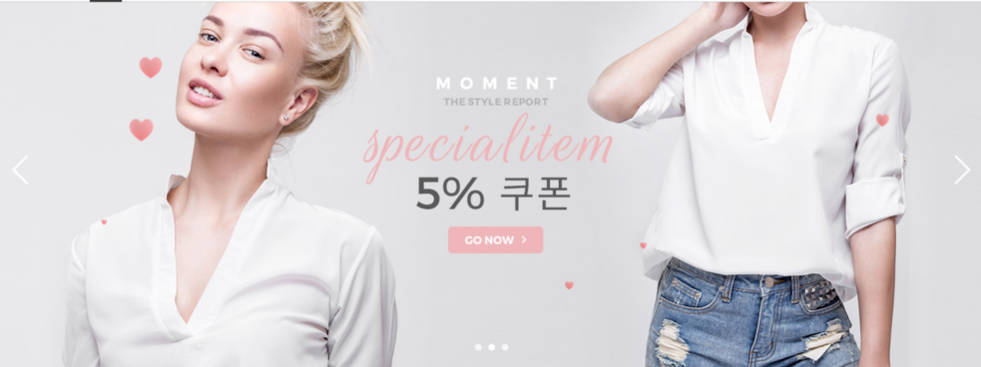 MOMENT
THE STYLE REPORT
specialitem
5% 쿠폰
GO NOW >